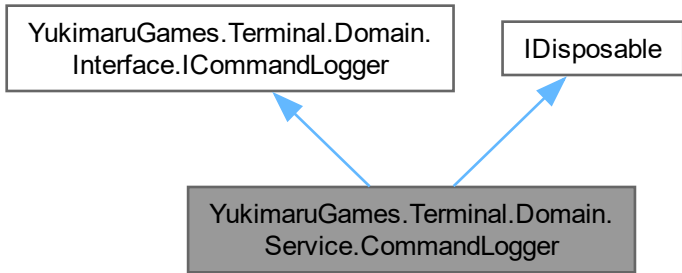 YukimaruGames.Terminal.Domain.
Interface.ICommandLogger
IDisposable
YukimaruGames.Terminal.Domain.
Service.CommandLogger